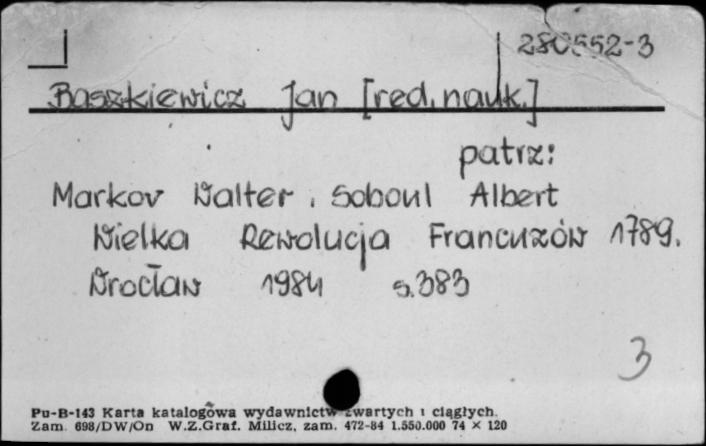 280552-3
Baszkiewicz Jan [red. nauk.]
patrz:
Markov Walter, Soboul Albert
Wielka Rewolucja Francuzów 1789.
Wrocław 1984 s.383
3
Pu-B-143 Karta katalogowa wydawnictw zwartych i ciągłych.
Zam. 698/DW/On W.Z.Graf. Milicz, zam. 472-84 1.550.000 74 × 120